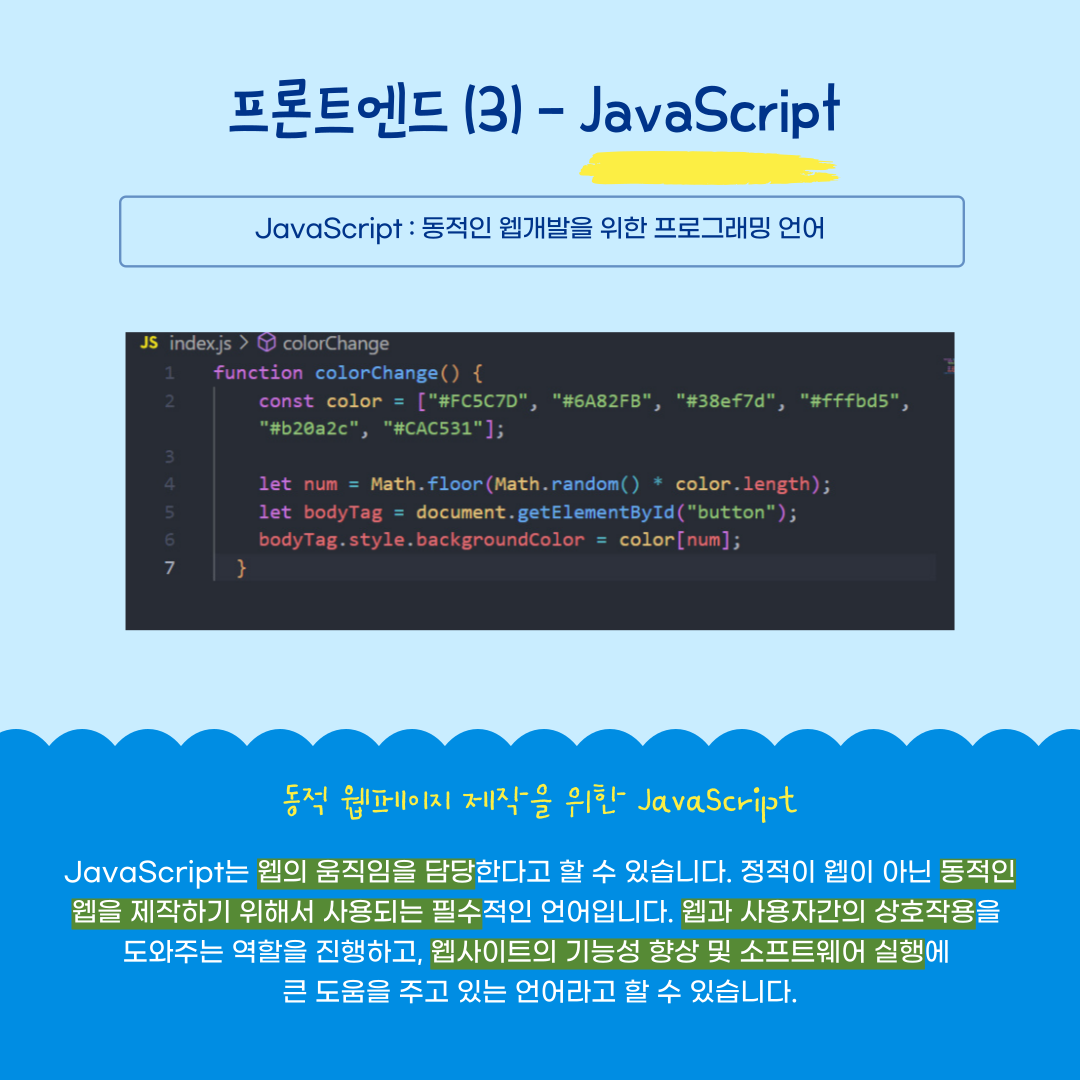 프론트엔드 (3) - JavaScript
JavaScript : 동적인 웹개발을 위한 프로그래밍 언어
JS index.js > colorChange
1 function colorChange() {
2 const color = ["#FC5C7D", "#6A82FB", "#38ef7d", "#fffbd5",
"#b20a2c", "#CAC531"];
3
4 let num = Math.floor(Math.random() * color.length);
5 let bodyTag = document.getElementById("button");
6 bodyTag.style.backgroundColor = color[num];
7 }
동적 웹페이지 제작을 위한 JavaScript
JavaScript는 웹의 움직임을 담당한다고 할 수 있습니다. 정적이 웹이 아닌 동적인
웹을 제작하기 위해서 사용되는 필수적인 언어입니다. 웹과 사용자간의 상호작용을
도와주는 역할을 진행하고, 웹사이트의 기능성 향상 및 소프트웨어 실행에
큰 도움을 주고 있는 언어라고 할 수 있습니다.